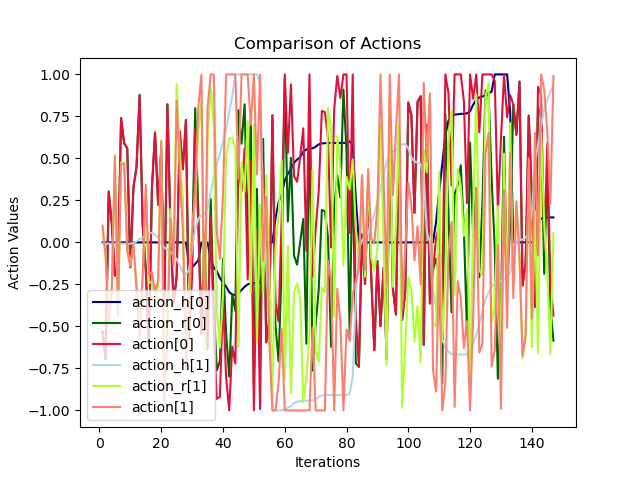 Comparison of Actions
Action Values
1.00
0.75
0.50
0.25
0.00
−0.25
−0.50
−0.75
−1.00
action_h[0]
action_r[0]
action[0]
action_h[1]
action_r[1]
action[1]
0 20 40 60 80 100 120 140
Iterations